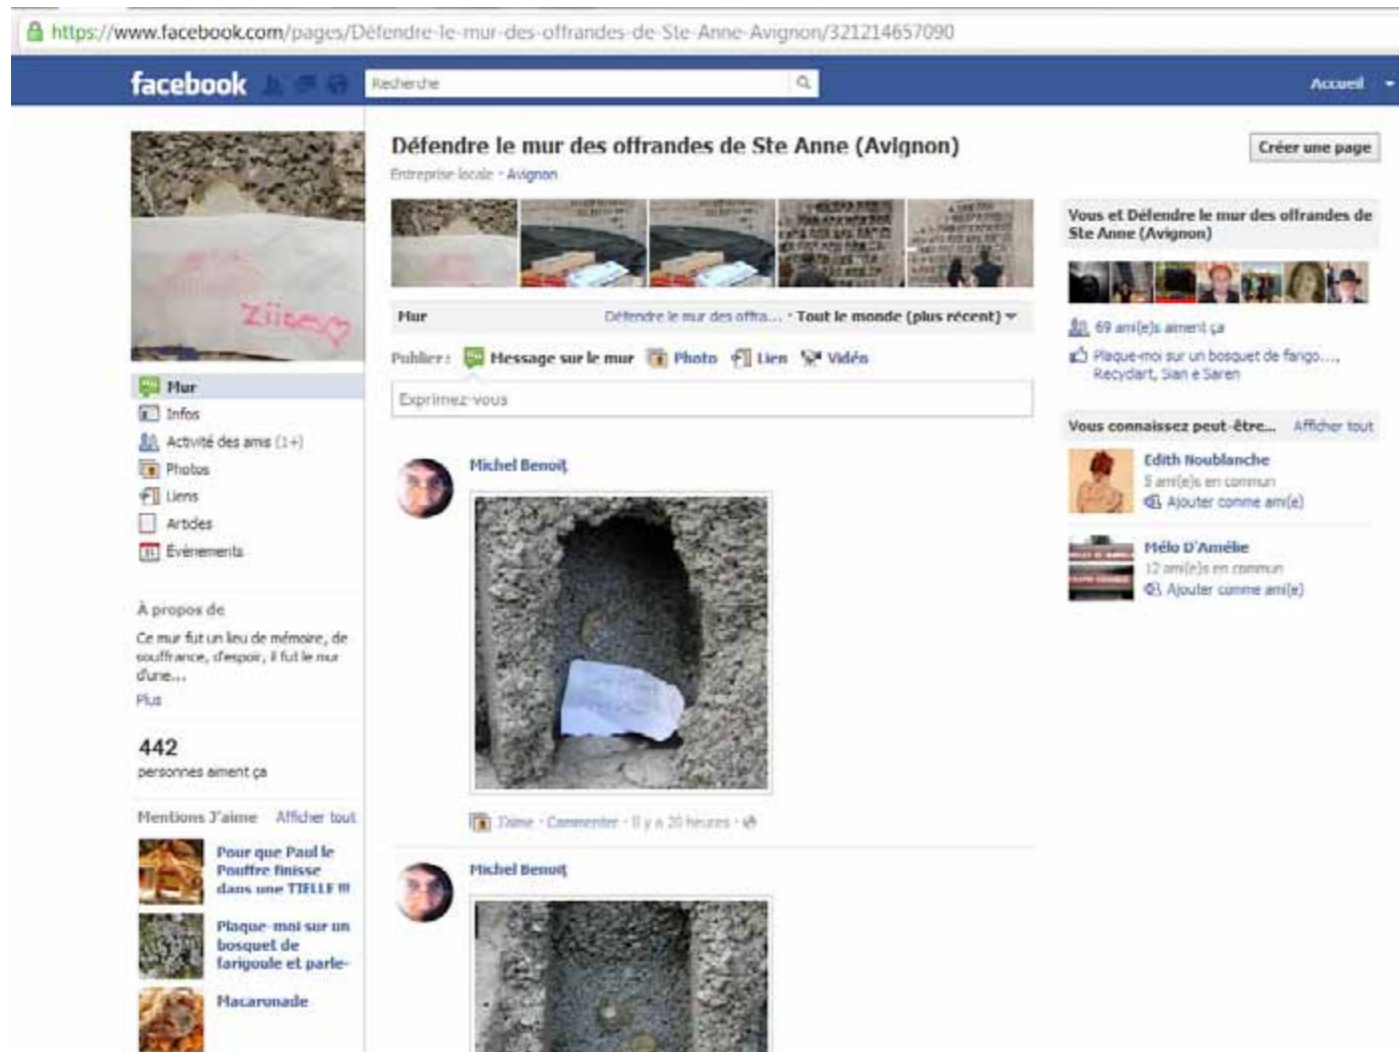 https://www.facebook.com/pages/Défendre-le-mur-des-offrandes-de-Ste-Anne-Avignon/321214657090
facebook
Recherche
Accueil
Défendre le mur des offrandes de Ste Anne (Avignon)
Créer une page
Entreprise locale · Avignon
Ziiaes
Mur
Défendre le mur des offra... · Tout le monde (plus récent)
Publier :
Message sur le mur
Photo
Lien
Vidéo
Exprimez-vous
Mur
Infos
Activité des amis (1+)
Photos
Liens
Articles
Évènements
À propos de
Ce mur fut un lieu de mémoire, de
souffrance, d'espoir, il fut le mur
d'une...
Plus
442
personnes aiment ça
Mentions J'aime
Afficher tout
Pour que Paul le
Pouffre finisse
dans une TIELLE !!!
Plaque-moi sur un
bosquet de
farigoule et parle-
Macaronade
Michel Benoit
J'aime · Commenter · Il y a 20 heures ·
Michel Benoit
Vous et Défendre le mur des offrandes de
Ste Anne (Avignon)
69 ami(e)s aiment ça
Plaque-moi sur un bosquet de farigo...,
Recyclart, Sian e Saren
Vous connaissez peut-être...
Afficher tout
Edith Noublanche
5 ami(e)s en commun
Ajouter comme ami(e)
Mélo D'Amélie
12 ami(e)s en commun
Ajouter comme ami(e)